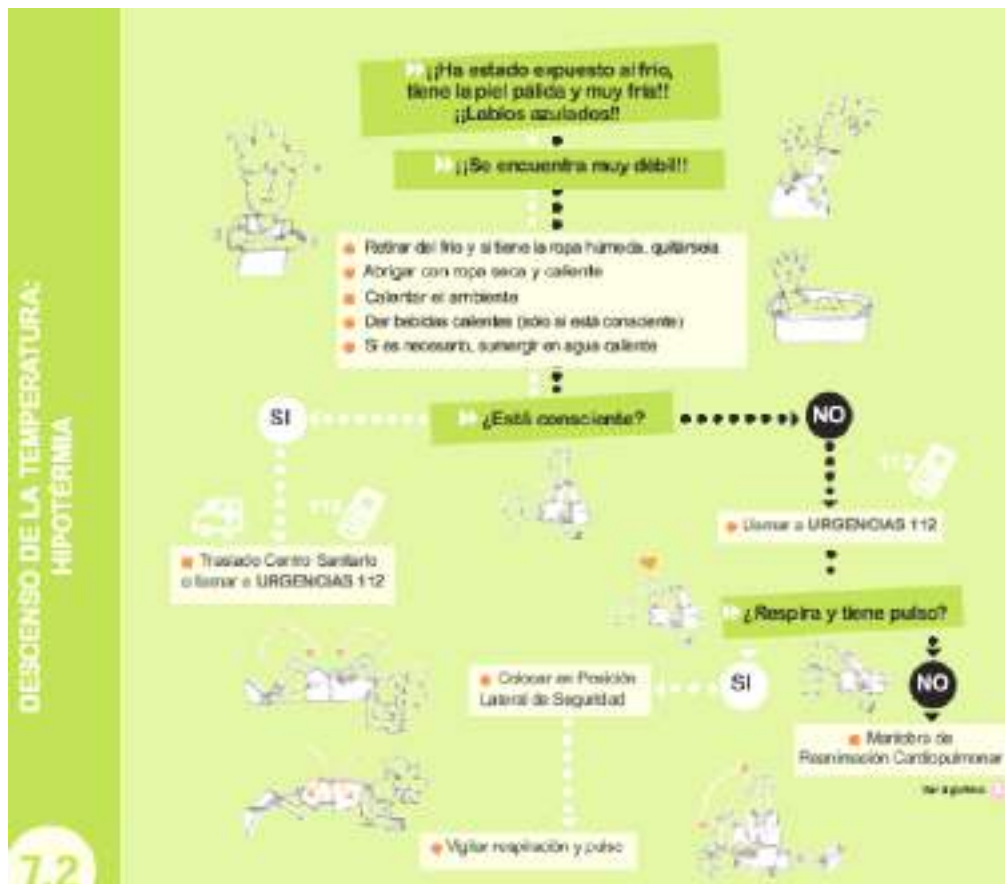 DESCENSO DE LA TEMPERATURA:
HIPOTÉRMIA
7.2
¡¡Ha estado expuesto al frío,
tiene la piel pálida y muy fría!!
¡¡Labios azulados!!
¡¡Se encuentra muy débil!!
Retirar del frío y si tiene la ropa húmeda, quitársela
Abrigar con ropa seca y caliente
Calentar el ambiente
Dar bebidas calientes (sólo si está consciente)
Si es necesario, sumergir en agua caliente
¿Está consciente?
SI
NO
112
112
Traslado Centro Sanitario
o llamar a URGENCIAS 112
Llamar a URGENCIAS 112
¿Respira y tiene pulso?
SI
NO
Colocar en Posición
Lateral de Seguridad
Maniobra de
Reanimación Cardiopulmonar
Vigilar respiración y pulso